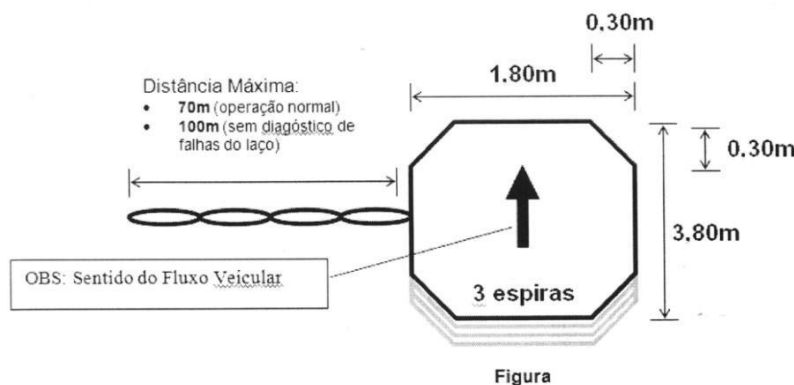 0.30m
1.80m
Distância Máxima:
• 70m (operação normal)
• 100m (sem diagóstico de
falhas do laço)
0.30m
3.80m
OBS: Sentido do Fluxo Veicular
3 espiras
Figura